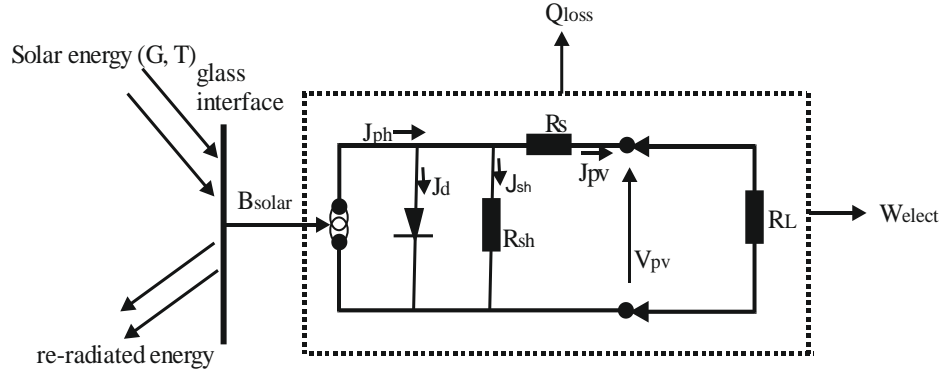 Qloss
Solar energy (G, T)
glass
interface
Jph
Rs
Jpv
Jd
Jsh
Bsolar
Rsh
RL
Welect
Vpv
re-radiated energy